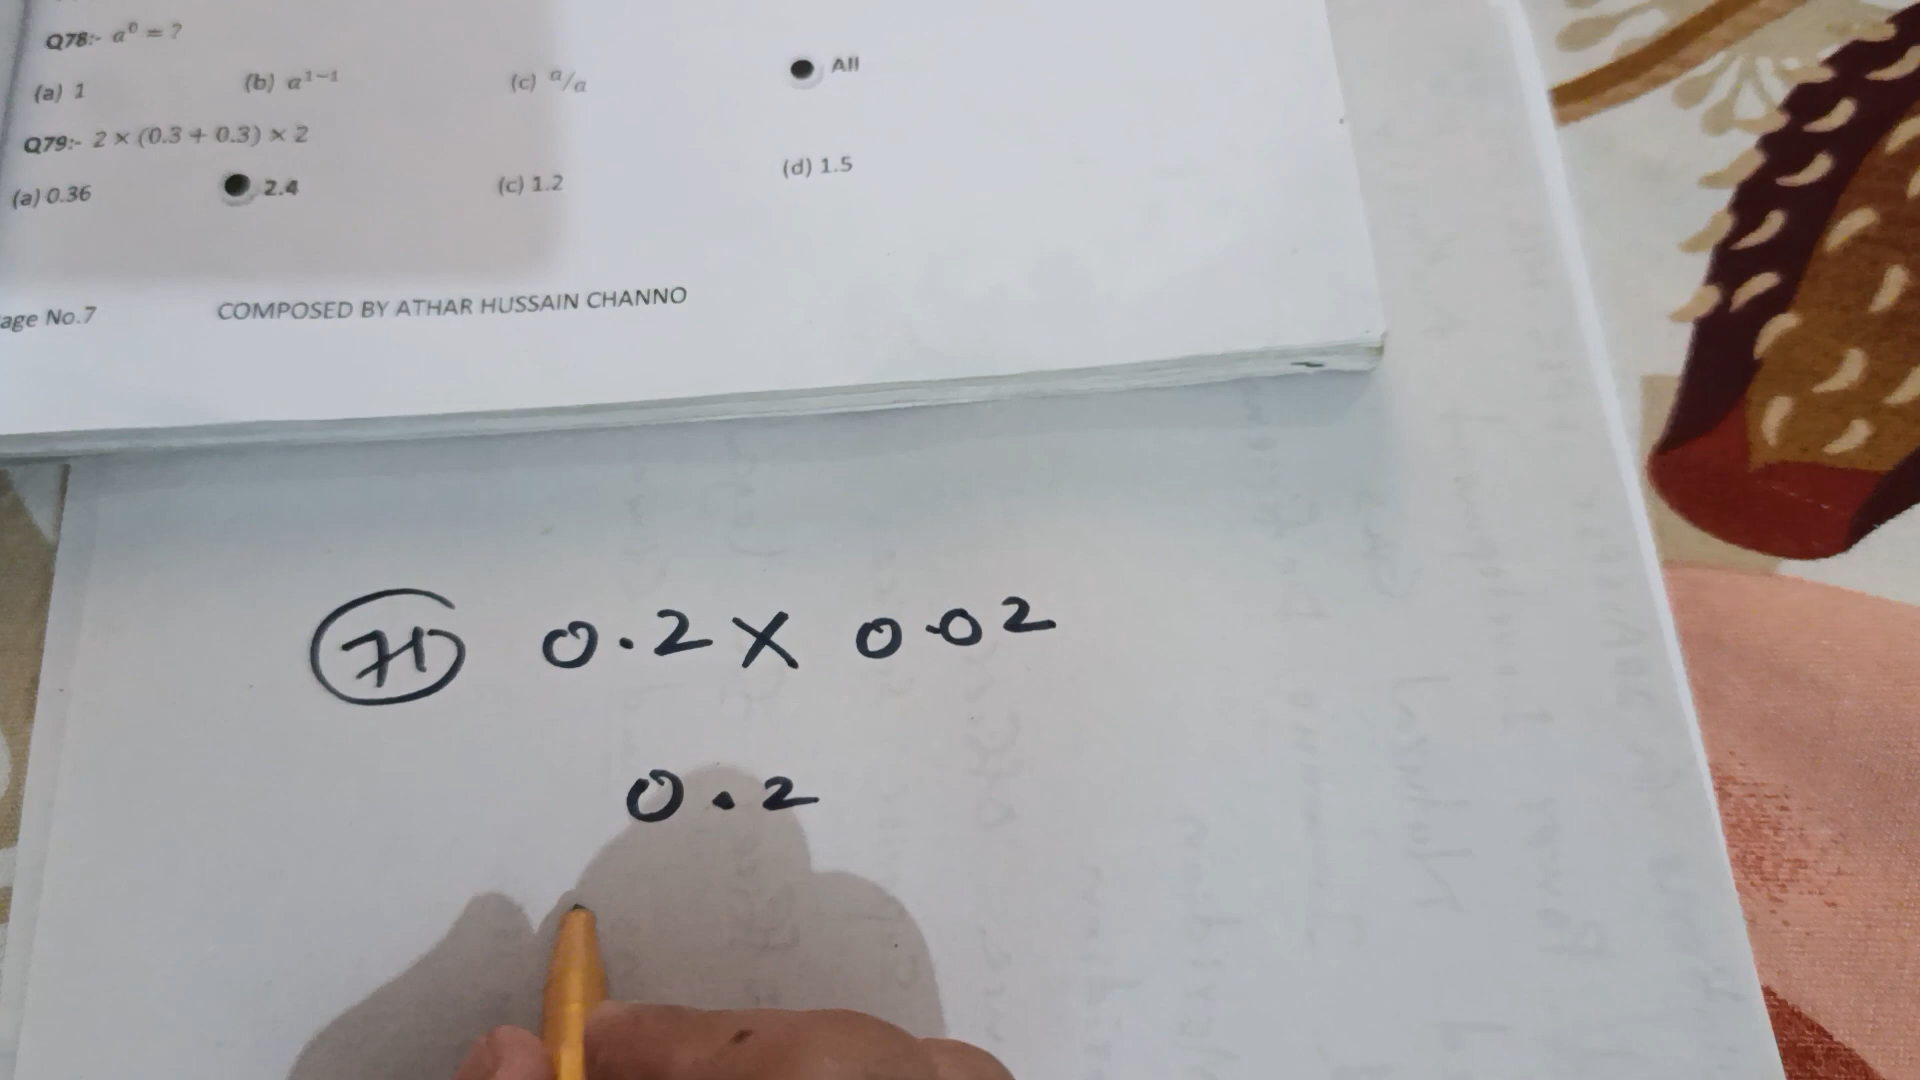 Q78:- a⁰ = ?
(a) 1 (b) a¹⁻¹ (c) a/a All
Q79:- 2 × (0.3 + 0.3) × 2
(a) 0.36 2.4 (c) 1.2 (d) 1.5
age No.7 COMPOSED BY ATHAR HUSSAIN CHANNO
71 0.2 X 0.02
0.2